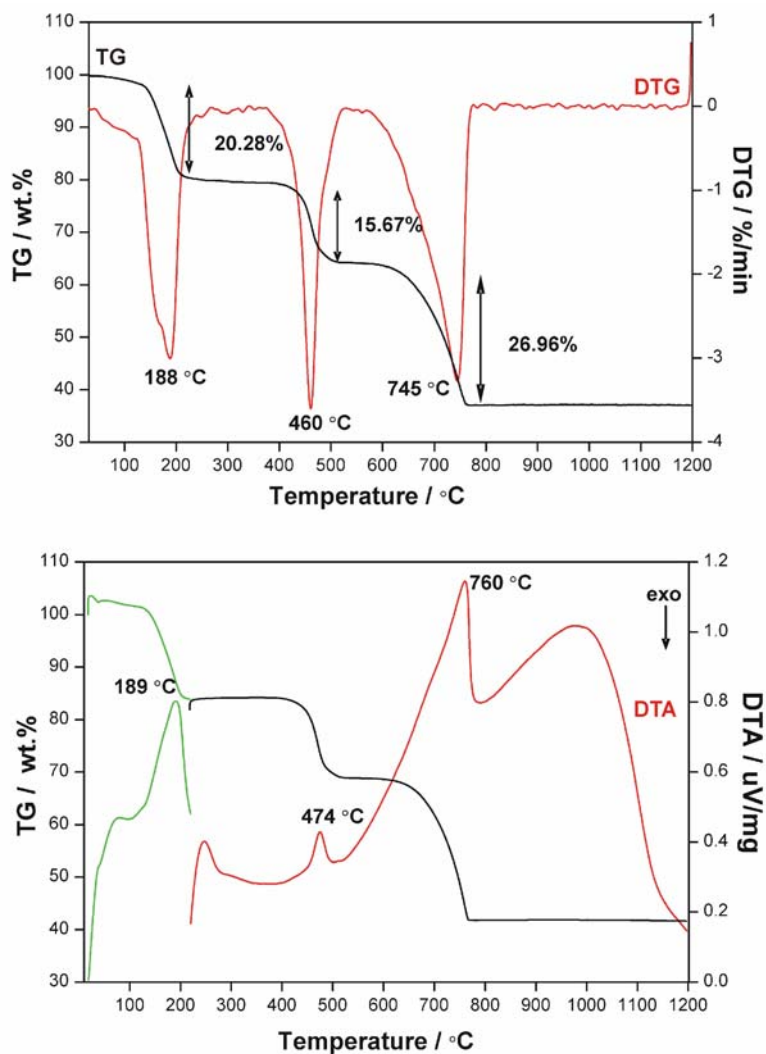 TG
DTG
20.28%
15.67%
26.96%
188 °C
460 °C
745 °C
TG / wt.%
100
90
80
70
60
50
40
30
DTG / %/min
1
0
-1
-2
-3
-4
100 200 300 400 500 600 700 800 900 1000 1100 1200
Temperature / °C
760 °C
exo
189 °C
DTA
474 °C
TG / wt.%
110
100
90
80
70
60
50
40
30
DTA / uV/mg
1.2
1.0
0.8
0.6
0.4
0.2
0.0
100 200 300 400 500 600 700 800 900 1000 1100 1200
Temperature / °C